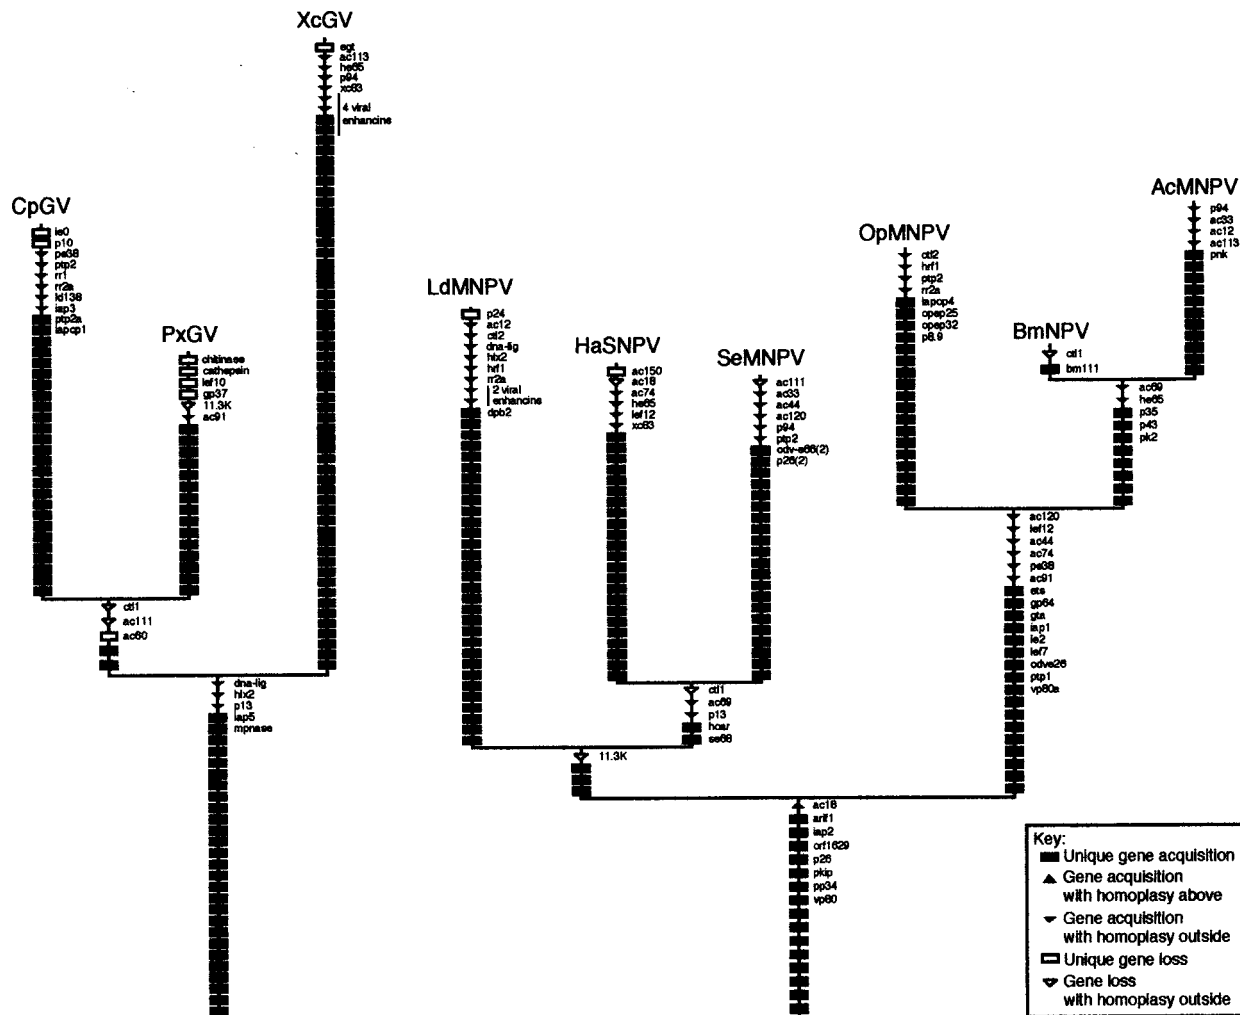 XcGV
egt
ac113
he65
p94
xc83
4 viral
enhancins
CpGV
ie0
p10
pe38
ptp2
rr1
rr2a
ld138
iap3
ptp2a
iapcp1
PxGV
chitinase
cathepsin
lef10
gp37
11.3K
ac91
ctl1
ac111
ac60
dna-lig
hlx2
p13
iap5
mpnase
LdMNPV
p24
ac12
ctl2
dna-lig
hlx2
hrf1
rr2a
2 viral
enhancins
dpb2
HaSNPV
ac150
ac18
ac74
he65
lef12
xc83
SeMNPV
ac111
ac33
ac44
ac120
p94
ptp2
odv-e66(2)
p26(2)
ctl1
ac69
p13
hoar
se68
11.3K
OpMNPV
ctl2
hrf1
ptp2
rr2a
iapop4
opep25
opep32
p8.9
BmNPV
ctl1
bm111
AcMNPV
p94
ac33
ac12
ac113
pnk
ac69
he65
p35
p43
pk2
ac120
lef12
ac44
ac74
pe38
ac91
ets
gp64
gta
iap1
ie2
lef7
odve26
ptp1
vp80a
ac18
arif1
iap2
orf1629
p26
pkip
pp34
vp80
Key:
Unique gene acquisition
Gene acquisition
with homoplasy above
Gene acquisition
with homoplasy outside
Unique gene loss
Gene loss
with homoplasy outside